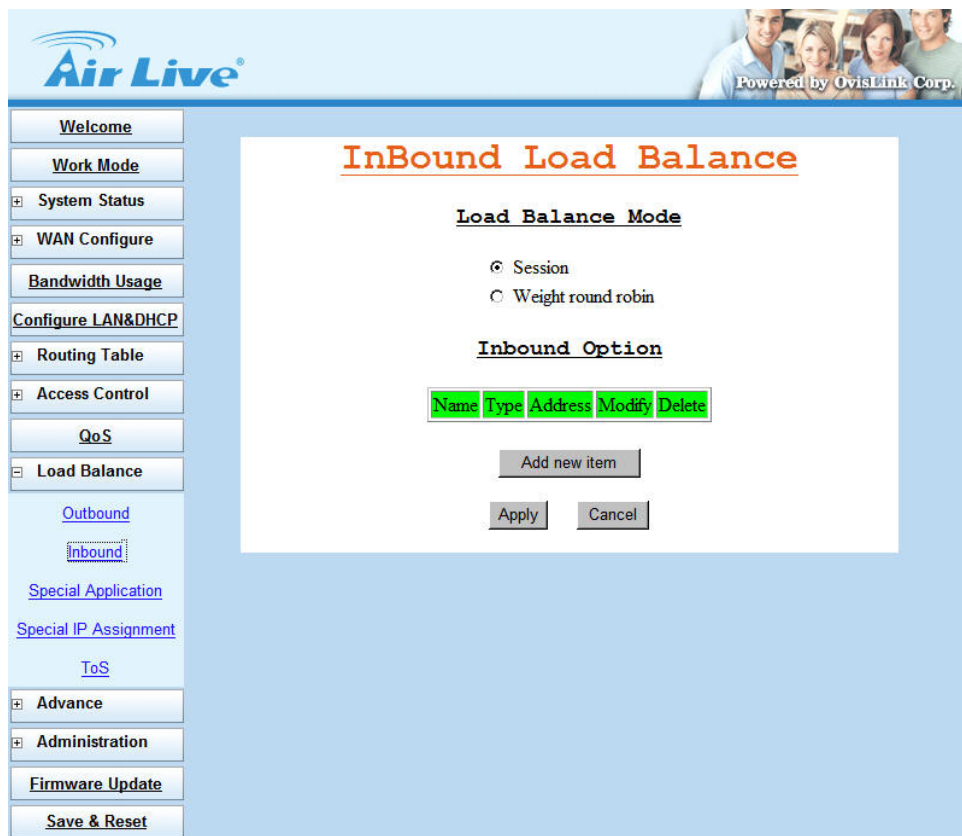 Air Live®
Powered by OvisLink Corp.
Welcome
Work Mode
System Status
WAN Configure
Bandwidth Usage
Configure LAN&DHCP
Routing Table
Access Control
QoS
Load Balance
Outbound
Inbound
Special Application
Special IP Assignment
ToS
Advance
Administration
Firmware Update
Save & Reset
InBound Load Balance
Load Balance Mode
Session
Weight round robin
Inbound Option
Name Type Address Modify Delete
Add new item
Apply Cancel